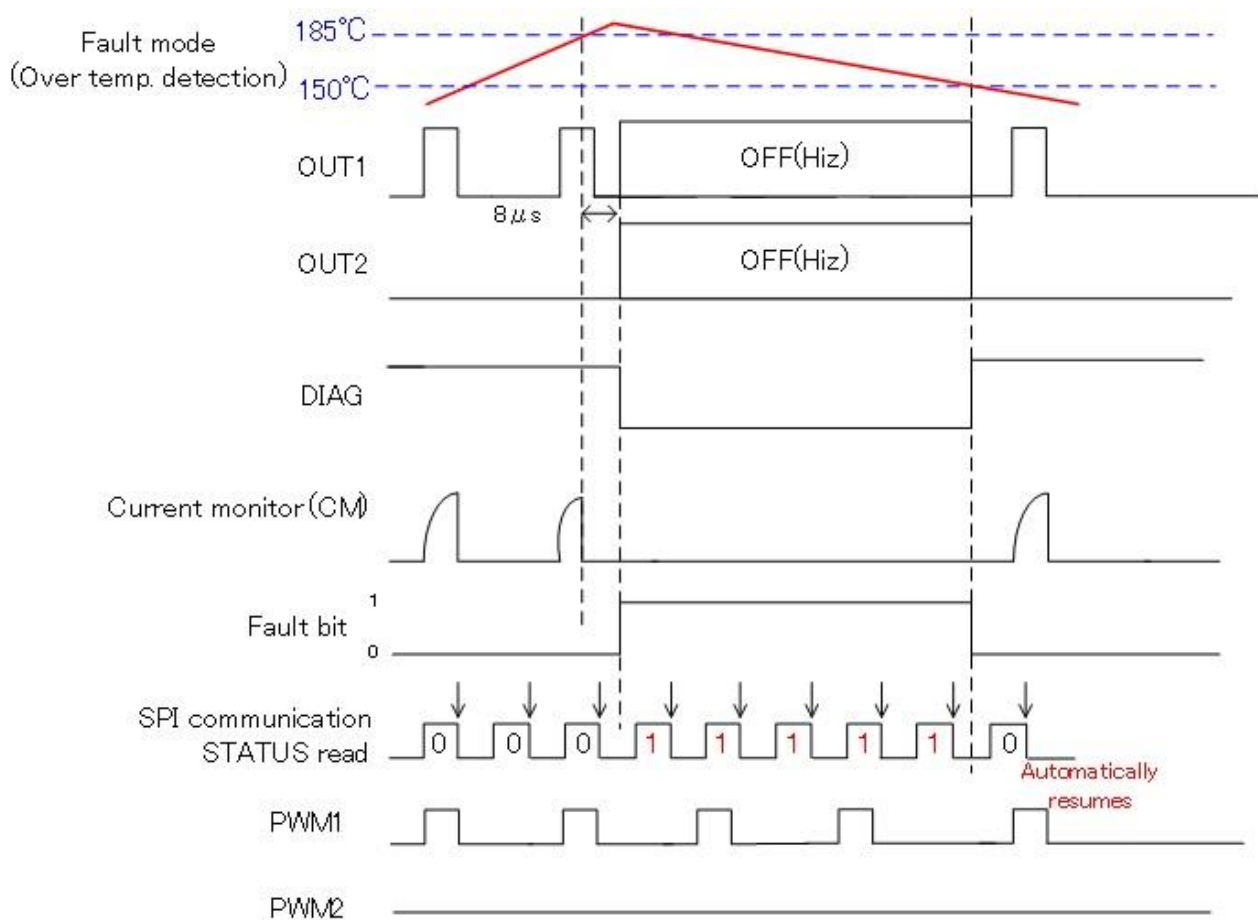 Fault mode
(Over temp. detection)
185℃
150℃
OUT1
OFF(Hiz)
8μs
OUT2
OFF(Hiz)
DIAG
Current monitor(CM)
Fault bit
1
0
SPI communication
STATUS read
0 0 0 1 1 1 1 1 0
Automatically
resumes
PWM1
PWM2